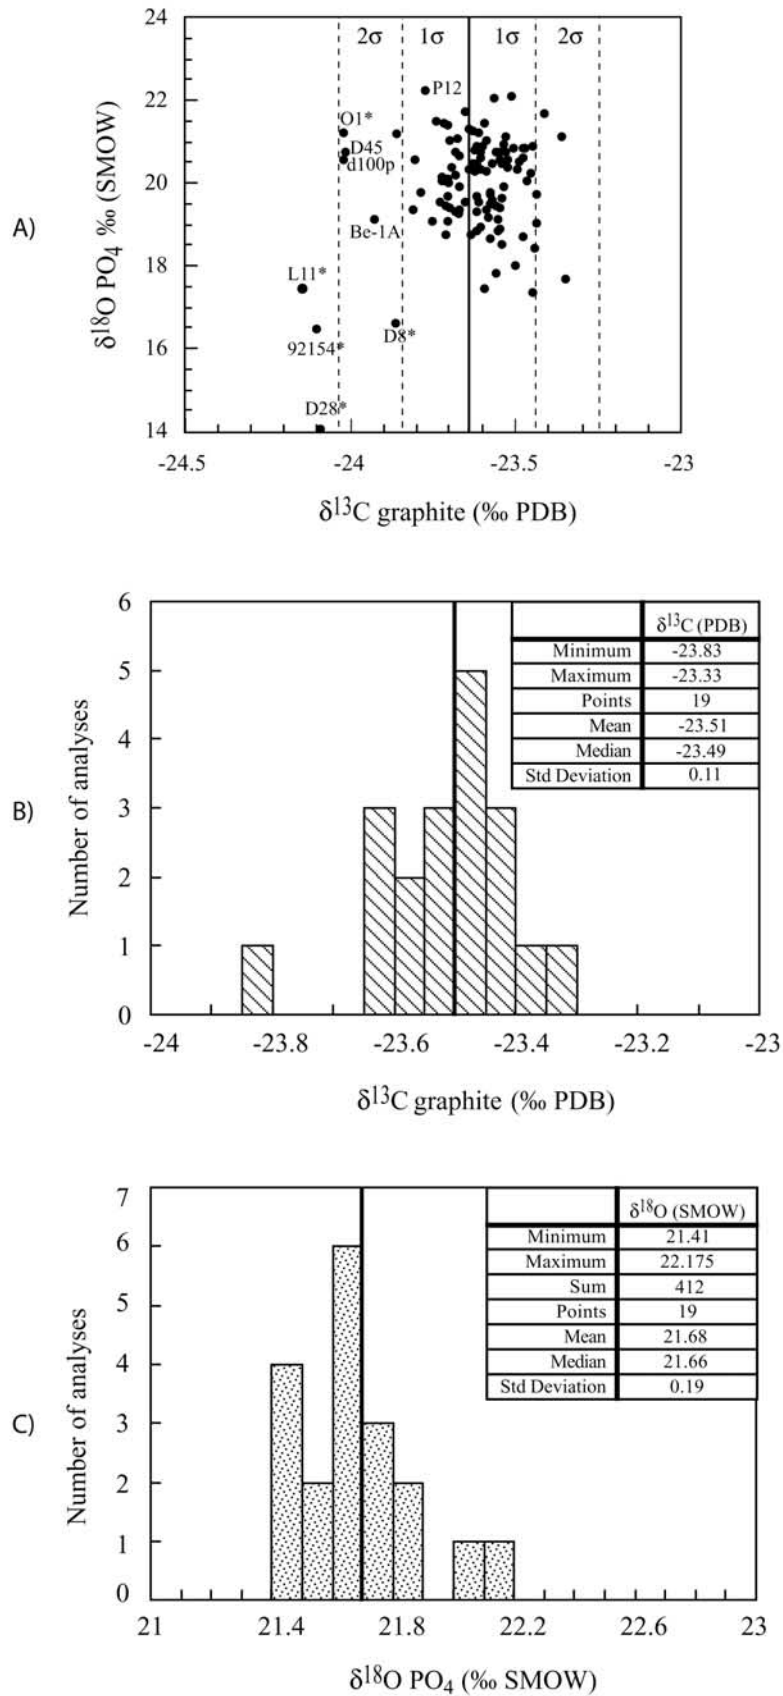 A)
24
22
20
18
16
14
2σ 1σ 1σ 2σ
P12
O1*
D45
d100p
Be-1A
L11*
D8*
92154*
D28*
-24.5 -24 -23.5 -23
δ18O PO4 ‰ (SMOW)
δ13C graphite (‰ PDB)
B)
6
5
4
3
2
1
0
Number of analyses
δ13C (PDB)
Minimum -23.83
Maximum -23.33
Points 19
Mean -23.51
Median -23.49
Std Deviation 0.11
-24 -23.8 -23.6 -23.4 -23.2 -23
δ13C graphite (‰ PDB)
C)
7
6
5
4
3
2
1
0
Number of analyses
δ18O (SMOW)
Minimum 21.41
Maximum 22.175
Sum 412
Points 19
Mean 21.68
Median 21.66
Std Deviation 0.19
21 21.4 21.8 22.2 22.6 23
δ18O PO4 (‰ SMOW)